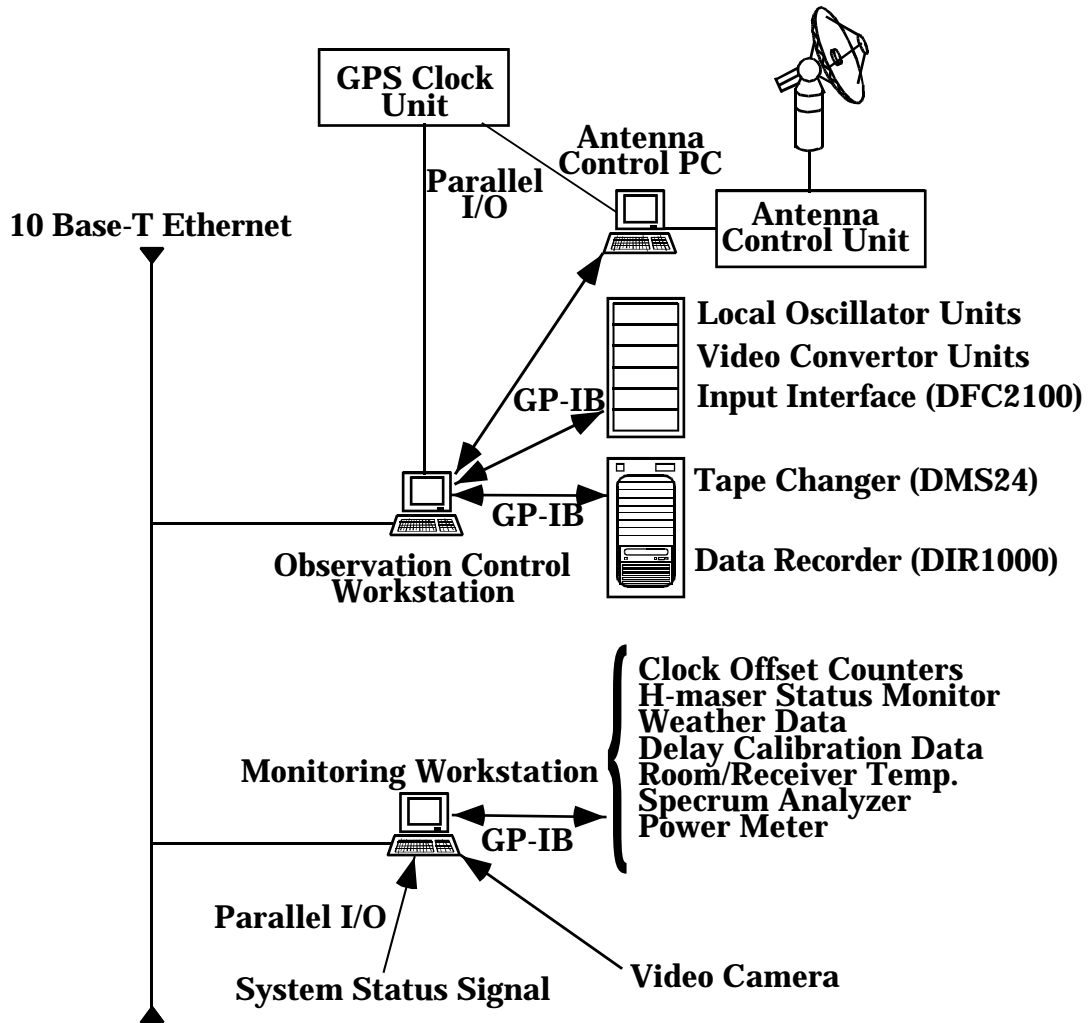 GPS Clock
Unit
Antenna
Control PC
Parallel
I/O
10 Base-T Ethernet
Antenna
Control Unit
Local Oscillator Units
Video Convertor Units
GP-IB
Input Interface (DFC2100)
Tape Changer (DMS24)
GP-IB
Observation Control
Workstation
Data Recorder (DIR1000)
Clock Offset Counters
H-maser Status Monitor
Weather Data
Delay Calibration Data
Monitoring Workstation
Room/Receiver Temp.
Specrum Analyzer
Power Meter
GP-IB
Parallel I/O
System Status Signal
Video Camera